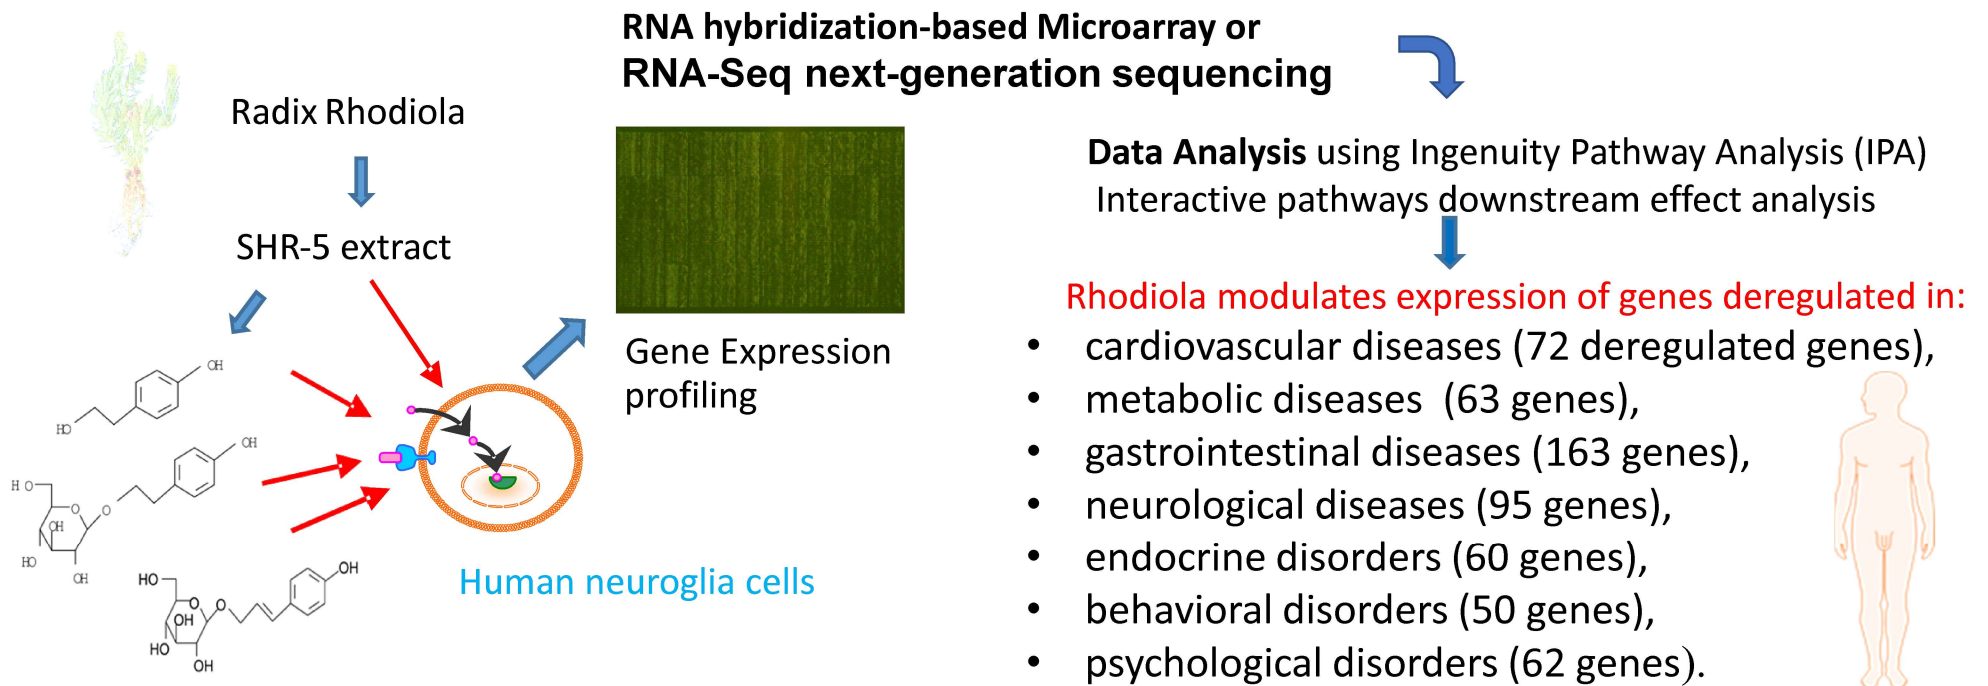 RNA hybridization-based Microarray or
RNA-Seq next-generation sequencing
Radix Rhodiola
SHR-5 extract
OH
HO
OH
H O
O
O
OH
HO
OH
HO
O
O
OH
HO
OH
OH
Human neuroglia cells
Gene Expression
profiling
Data Analysis using Ingenuity Pathway Analysis (IPA)
Interactive pathways downstream effect analysis
Rhodiola modulates expression of genes deregulated in:
• cardiovascular diseases (72 deregulated genes),
• metabolic diseases (63 genes),
• gastrointestinal diseases (163 genes),
• neurological diseases (95 genes),
• endocrine disorders (60 genes),
• behavioral disorders (50 genes),
• psychological disorders (62 genes).